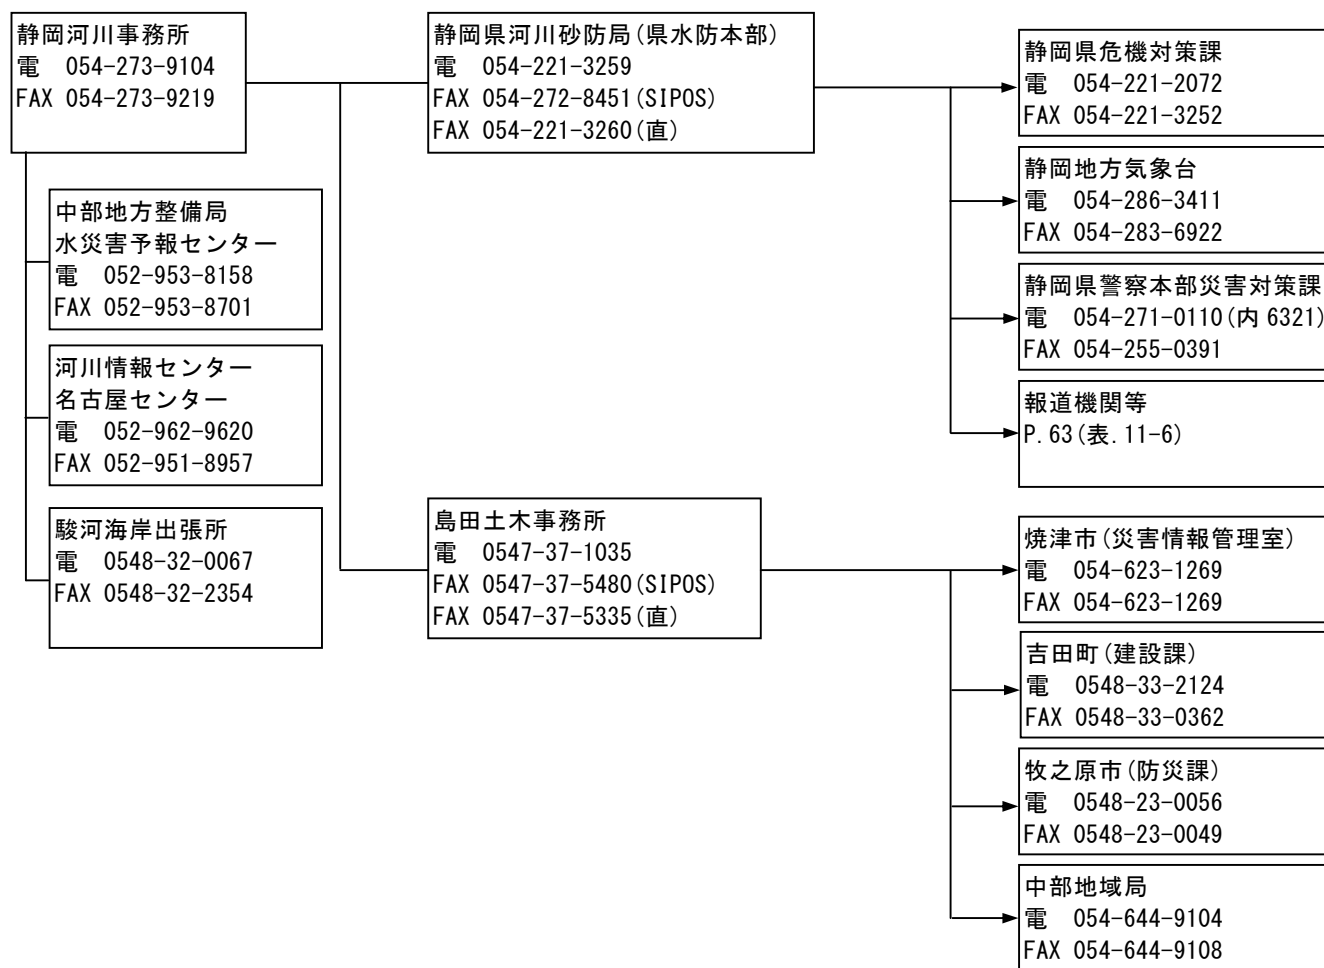 静岡河川事務所
電 054-273-9104
FAX 054-273-9219
中部地方整備局
水災害予報センター
電 052-953-8158
FAX 052-953-8701
河川情報センター
名古屋センター
電 052-962-9620
FAX 052-951-8957
駿河海岸出張所
電 0548-32-0067
FAX 0548-32-2354
静岡県河川砂防局(県水防本部)
電 054-221-3259
FAX 054-272-8451(SIPOS)
FAX 054-221-3260(直)
島田土木事務所
電 0547-37-1035
FAX 0547-37-5480(SIPOS)
FAX 0547-37-5335(直)
静岡県危機対策課
電 054-221-2072
FAX 054-221-3252
静岡地方気象台
電 054-286-3411
FAX 054-283-6922
静岡県警察本部災害対策課
電 054-271-0110(内 6321)
FAX 054-255-0391
報道機関等
P.63(表.11-6)
焼津市(災害情報管理室)
電 054-623-1269
FAX 054-623-1269
吉田町(建設課)
電 0548-33-2124
FAX 0548-33-0362
牧之原市(防災課)
電 0548-23-0056
FAX 0548-23-0049
中部地域局
電 054-644-9104
FAX 054-644-9108